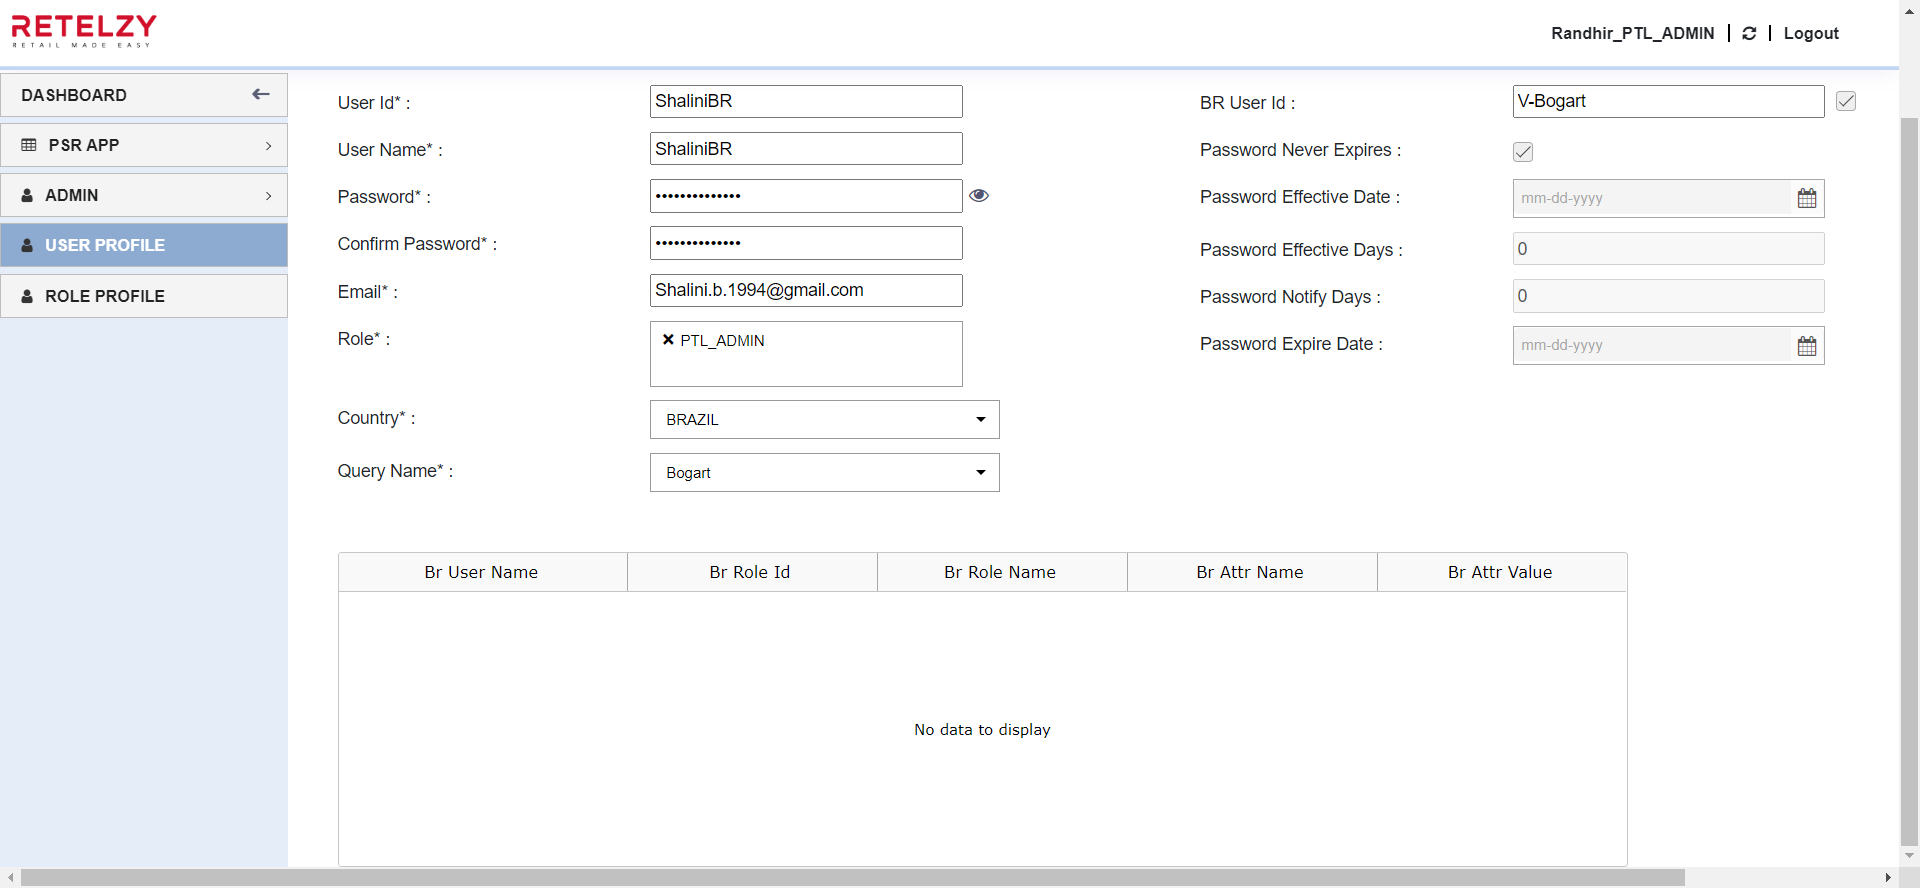 RETELZY
RETAIL MADE EASY
Randhir_PTL_ADMIN
Logout
DASHBOARD
PSR APP
ADMIN
USER PROFILE
ROLE PROFILE
User Id* :
ShaliniBR
User Name* :
ShaliniBR
Password* :
••••••••••••••
Confirm Password* :
••••••••••••••
Email* :
Shalini.b.1994@gmail.com
Role* :
PTL_ADMIN
Country* :
BRAZIL
Query Name* :
Bogart
BR User Id :
V-Bogart
Password Never Expires :
Password Effective Date :
mm-dd-yyyy
Password Effective Days :
0
Password Notify Days :
0
Password Expire Date :
mm-dd-yyyy
Br User Name
Br Role Id
Br Role Name
Br Attr Name
Br Attr Value
No data to display